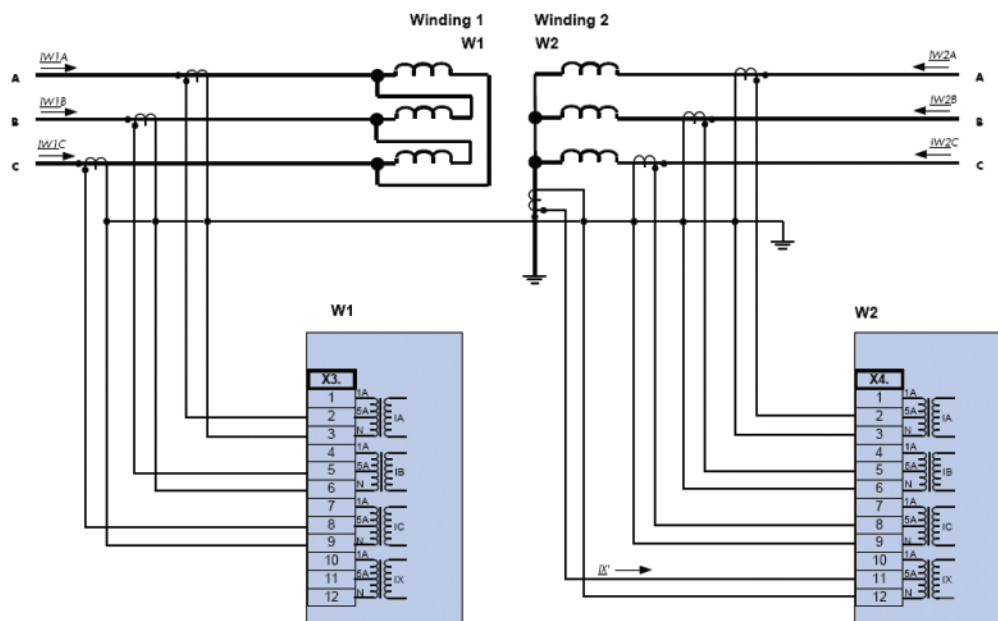 Winding 1 Winding 2
W1 W2
IW1A IW2A
A A
IW1B IW2B
B B
IW1C IW2C
C C
W1 W2
X3. X4.
1 1A 1 1A
2 5A IA 2 5A IA
3 N 3 N
4 1A 4 1A
5 5A IB 5 5A IB
6 N 6 N
7 1A 7 1A
8 5A IC 8 5A IC
9 N 9 N
10 1A 10 1A
11 5A IX IX' 11 5A IX
12 N 12 N